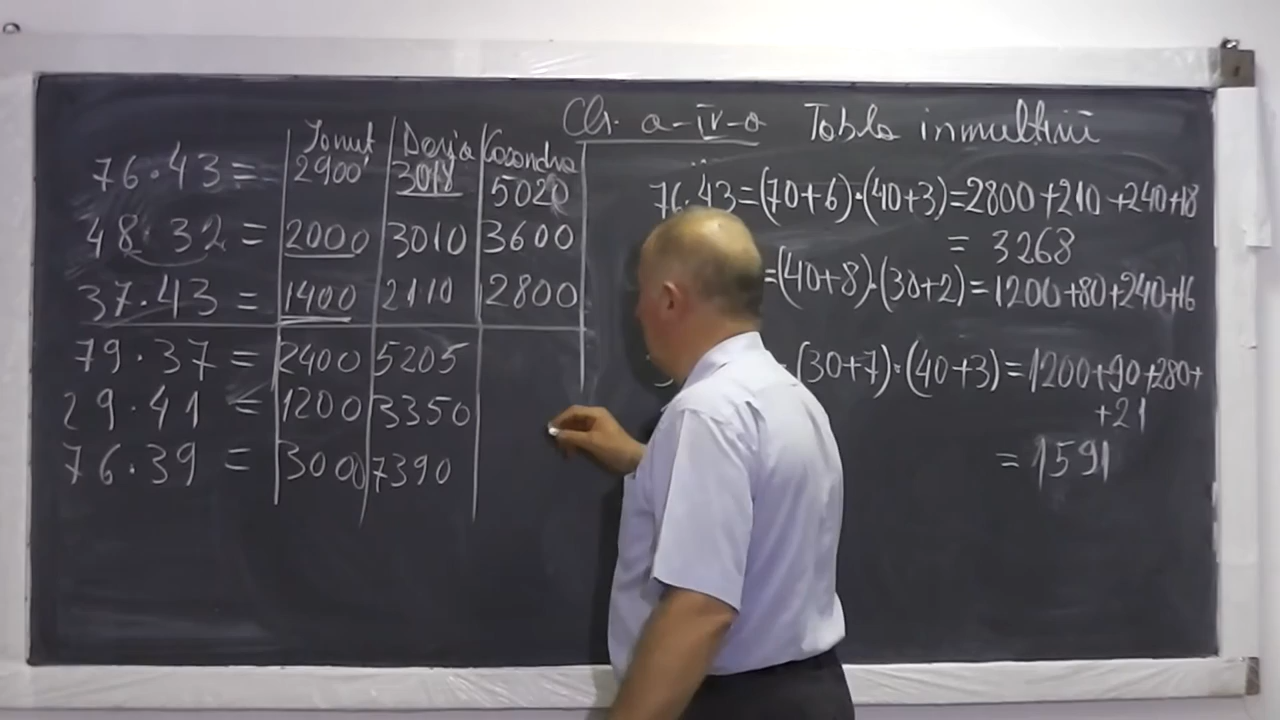 Cls. a-IV-a Tabla inmultirii
Ionut Daria Casandra
76.43= 2900 3018 5020
48.32 = 2000 3010 3600
37.43 = 1400 2110 2800
79.37 = 2400 5205
29.41 = 1200 3350
76.39 = 3000 7390
76.43=(70+6).(40+3)=2800+210+240+18
= 3268
=(40+8).(30+2)=1200+80+240+16
.(30+7).(40+3)=1200+90+280+
+21
= 1591